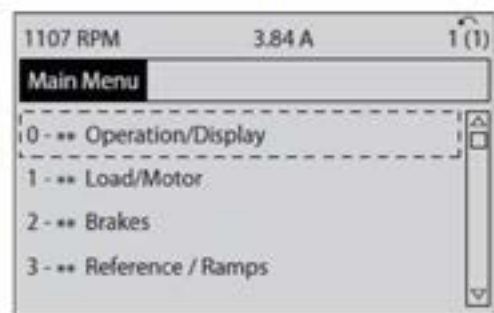 1107 RPM 3.84 A 1 (1)
Main Menu
0 - ** Operation/Display
1 - ** Load/Motor
2 - ** Brakes
3 - ** Reference / Ramps